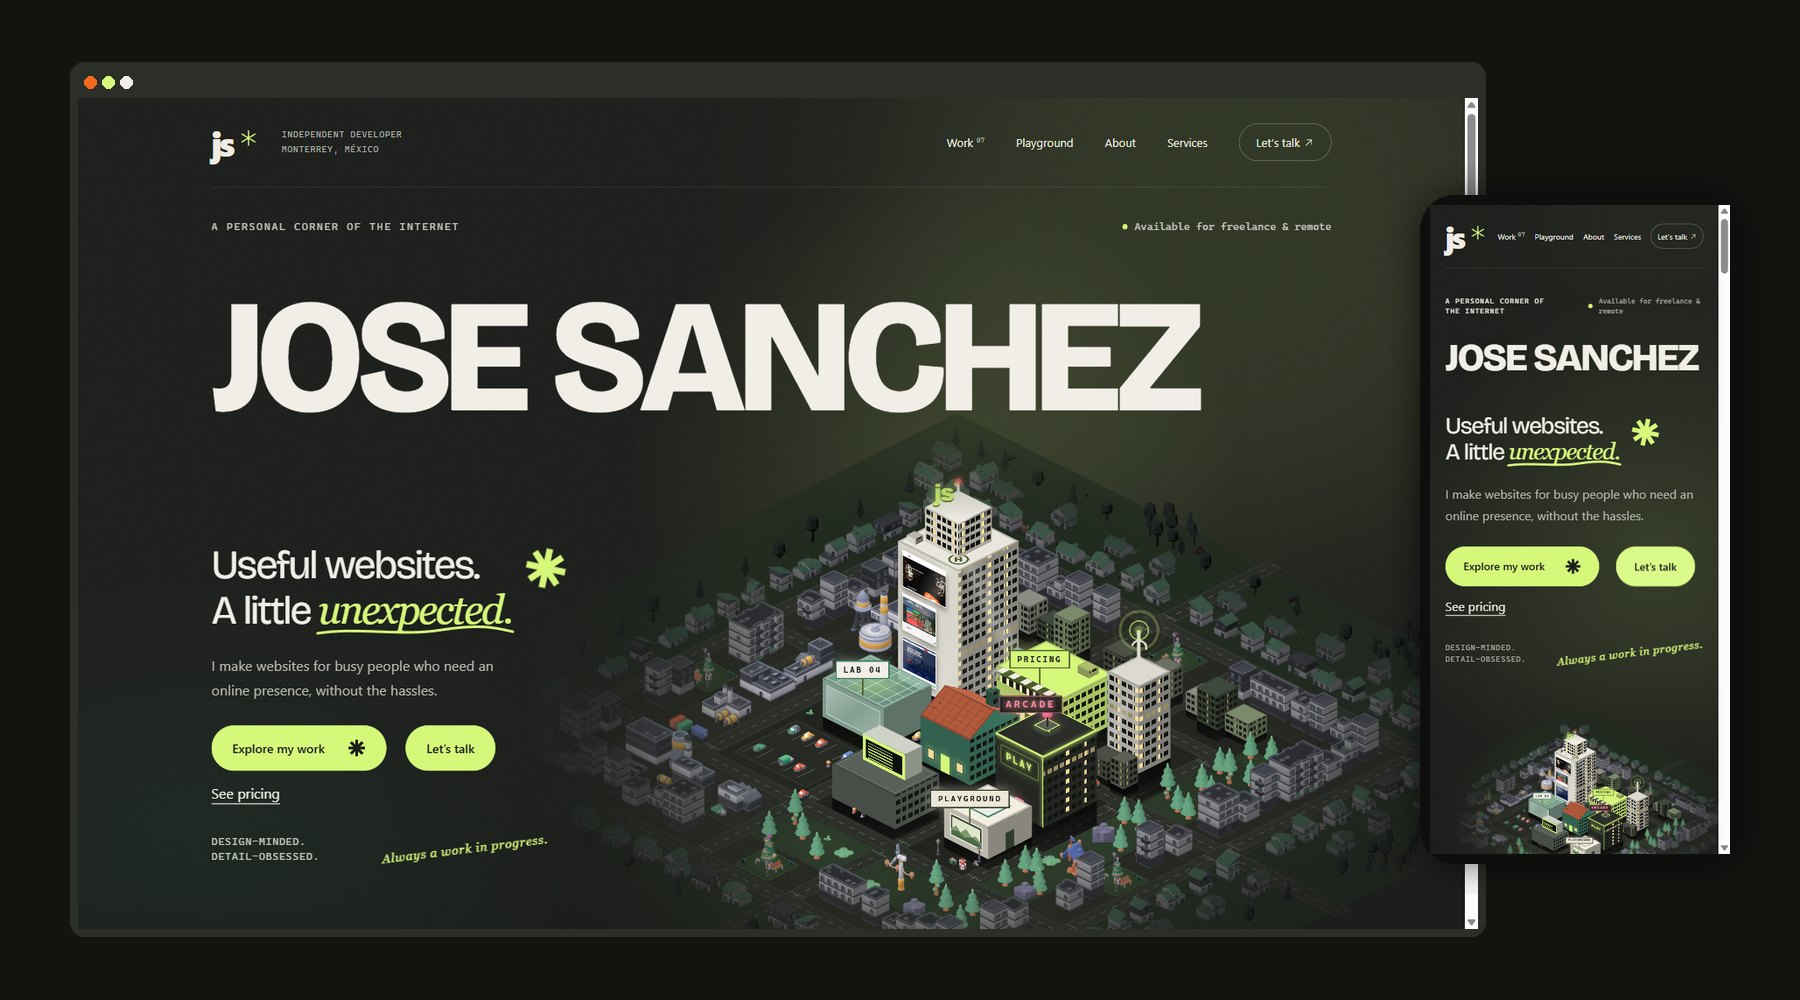 js
INDEPENDENT DEVELOPER
MONTERREY, MÉXICO
Work 07
Playground
About
Services
Let's talk ↗
A PERSONAL CORNER OF THE INTERNET
Available for freelance & remote
JOSE SANCHEZ
Useful websites.
A little unexpected.
I make websites for busy people who need an
online presence, without the hassles.
Explore my work
Let's talk
See pricing
DESIGN-MINDED.
DETAIL-OBSESSED.
Always a work in progress.
js
H
LAB 04
PRICING
ARCADE
PLAY
PLAYGROUND
js
Work 07
Playground
About
Services
Let's talk ↗
A PERSONAL CORNER OF
THE INTERNET
Available for freelance &
remote
JOSE SANCHEZ
Useful websites.
A little unexpected.
I make websites for busy people who need an
online presence, without the hassles.
Explore my work
Let's talk
See pricing
DESIGN-MINDED.
DETAIL-OBSESSED.
Always a work in progress.
LAB 04
PRICING
ARCADE
PLAYGROUND